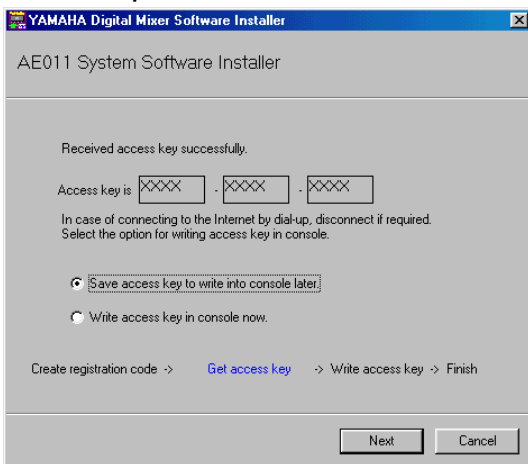 YAMAHA Digital Mixer Software Installer
AE011 System Software Installer
Received access key successfully.
Access key is XXXX - XXXX - XXXX
In case of connecting to the Internet by dial-up, disconnect if required.
Select the option for writing access key in console.
Save access key to write into console later.
Write access key in console now.
Create registration code -> Get access key -> Write access key -> Finish
Next Cancel